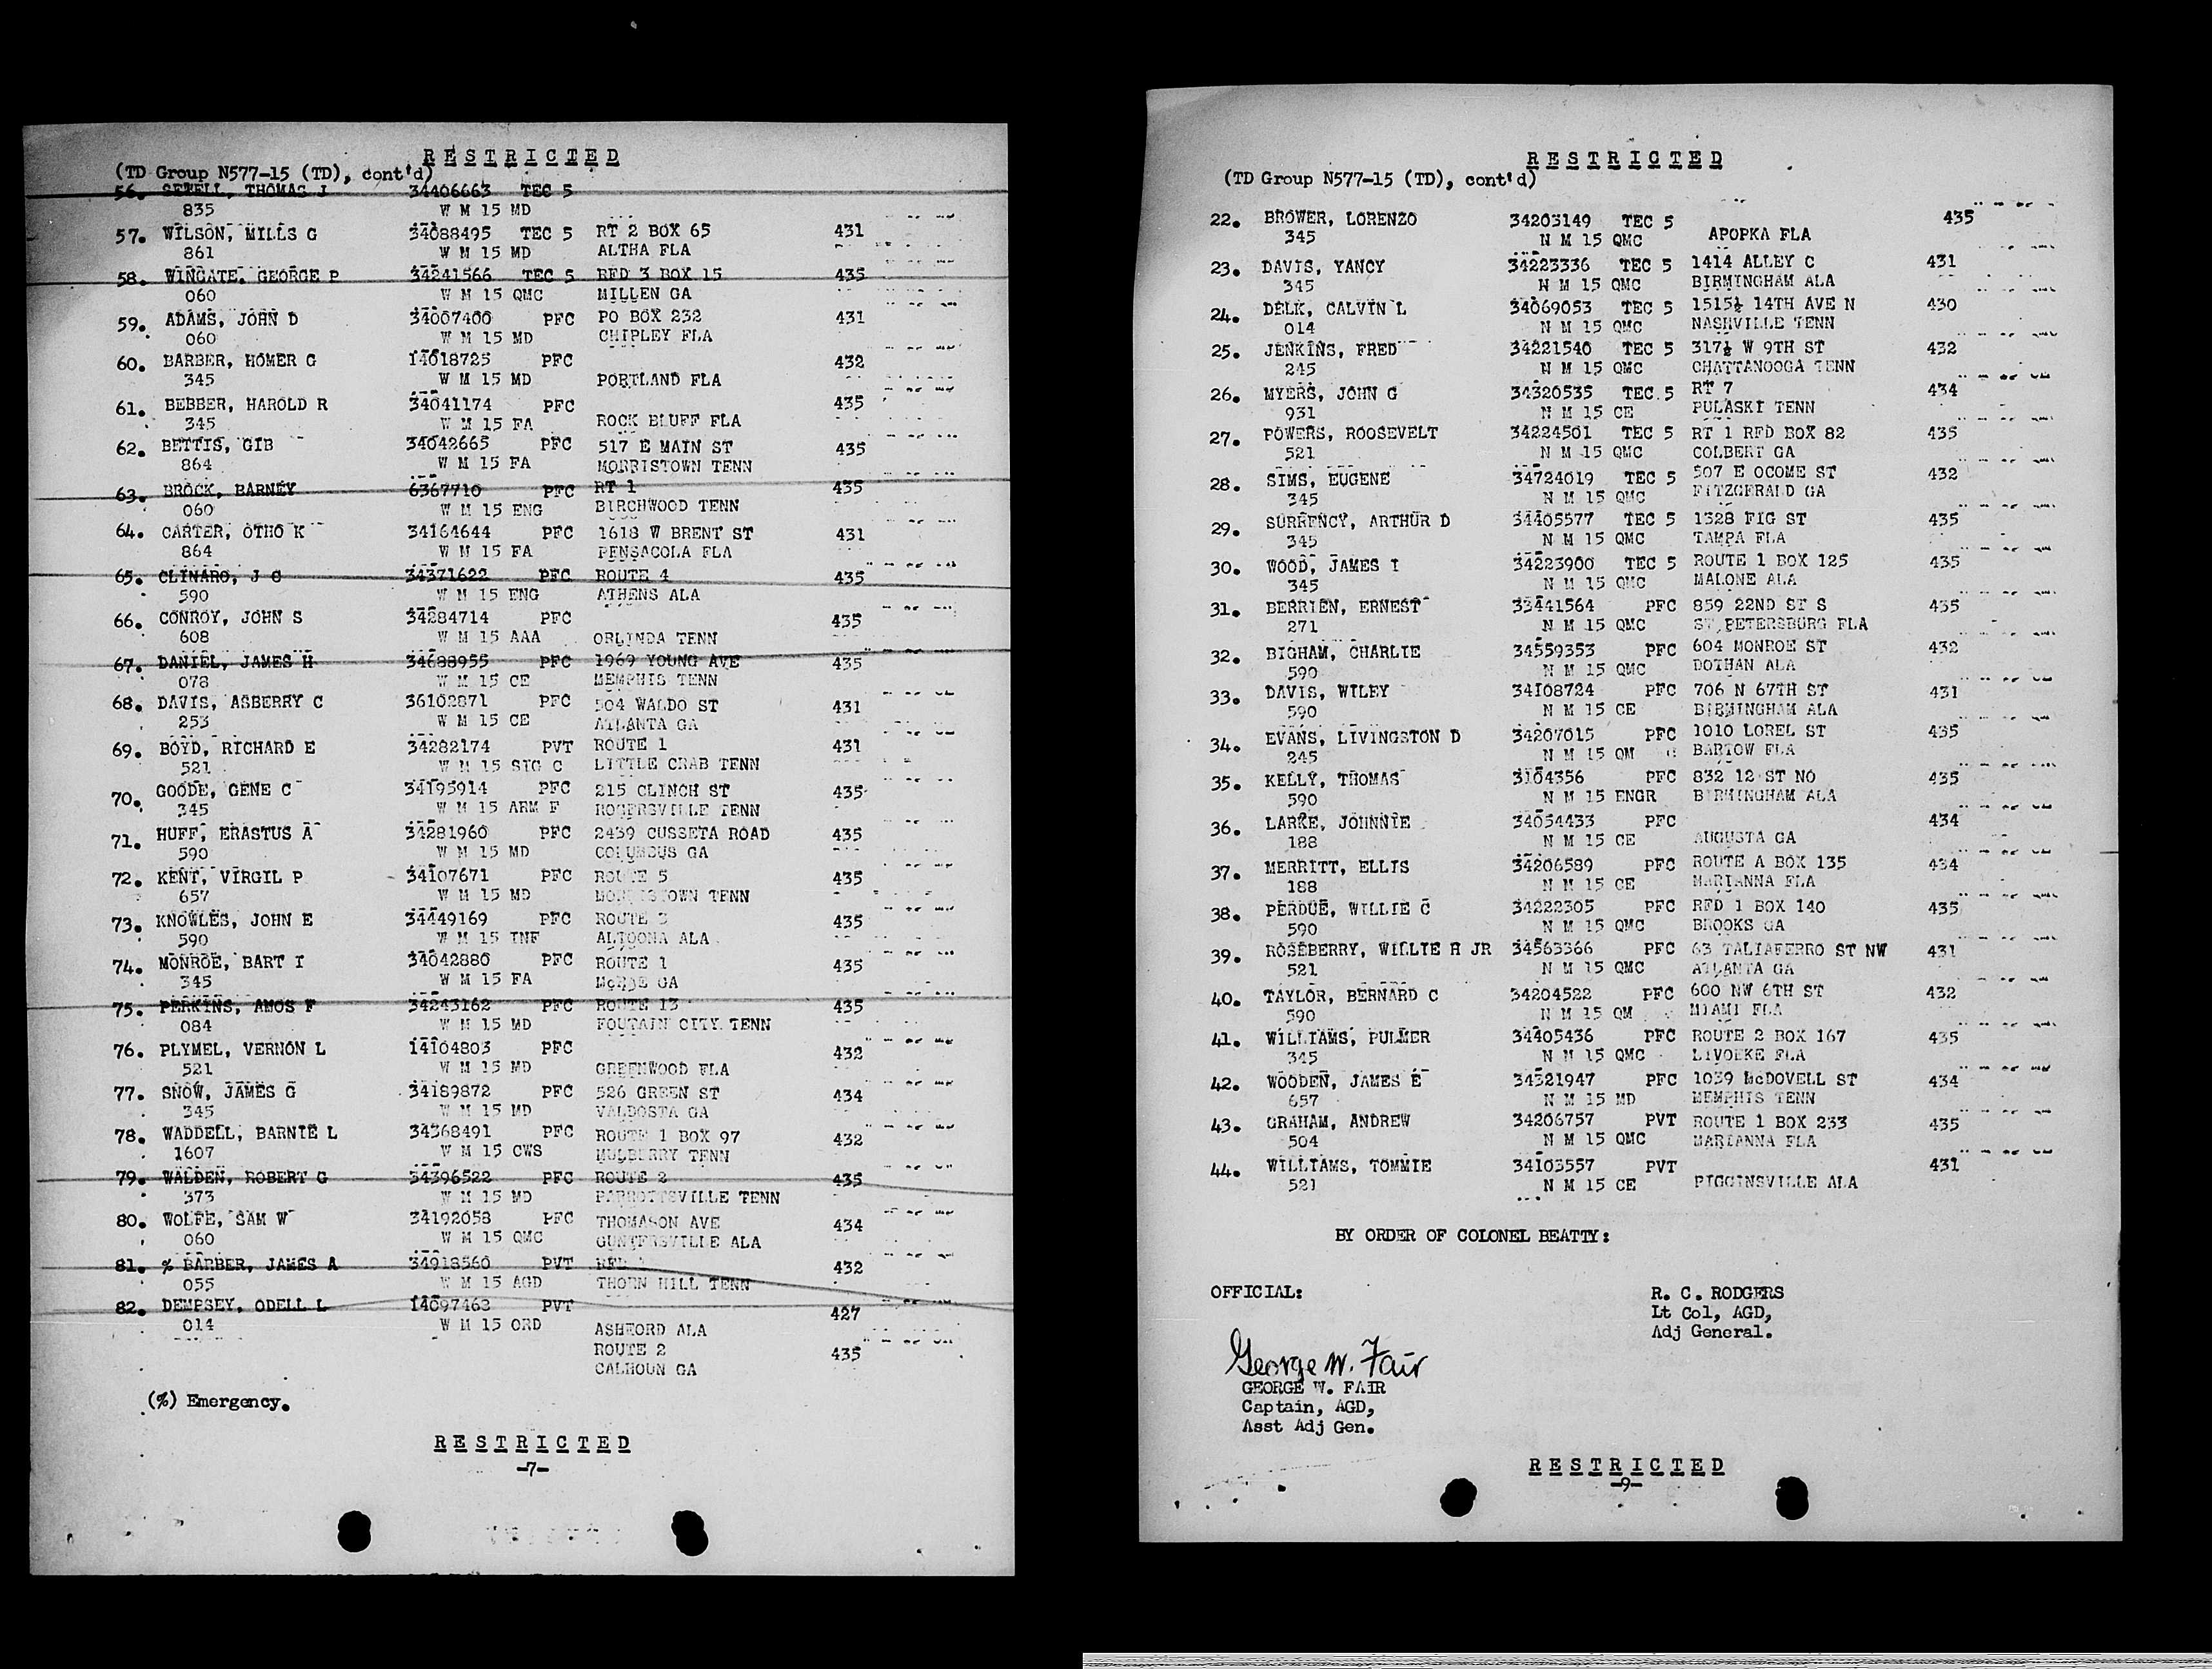 RESTRICTED
(TD Group N577-15 (TD), cont'd)
56. SEWELL, THOMAS J 34406663 TEC 5
835 W M 15 MD
57. WILSON, MILLS G 34088495 TEC 5 RT 2 BOX 65 431
861 W M 15 MD ALTHA FLA
58. WINGATE, GEORGE P 34241566 TEC 5 RFD 3 BOX 15 435
060 W M 15 QMC MILLEN GA
59. ADAMS, JOHN D 34007400 PFC PO BOX 232 431
060 W M 15 MD CHIPLEY FLA
60. BARBER, HOMER G 14018725 PFC 432
345 W M 15 MD PORTLAND FLA
61. BEBBER, HAROLD R 34041174 PFC 435
345 W M 15 FA ROCK BLUFF FLA
62. BETTIS, GIB 34042665 PFC 517 E MAIN ST 435
864 W M 15 FA MORRISTOWN TENN
63. BROCK, BARNEY 6367710 PFC RT 1 435
060 W M 15 ENG BIRCHWOOD TENN
64. CARTER, OTHO K 34164644 PFC 1618 W BRENT ST 431
864 W M 15 FA PENSACOLA FLA
65. CLINARD, J C 34371622 PFC ROUTE 4 435
590 W M 15 ENG ATHENS ALA
66. CONROY, JOHN S 34284714 PFC 435
608 W M 15 AAA ORLINDA TENN
67. DANIEL, JAMES H 34688955 PFC 1969 YOUNG AVE 435
078 W M 15 CE MEMPHIS TENN
68. DAVIS, ASBERRY C 36102871 PFC 504 WALDO ST 431
253 W M 15 CE ATLANTA GA
69. BOYD, RICHARD E 34282174 PVT ROUTE 1 431
521 W M 15 SIG C LITTLE CRAB TENN
70. GOODE, GENE C 34195914 PFC 215 CLINCH ST 435
345 W M 15 ARM F ROGERSVILLE TENN
71. HUFF, ERASTUS A 34281960 PFC 2439 CUSSETA ROAD 435
590 W M 15 MD COLUMBUS GA
72. KENT, VIRGIL P 34107671 PFC ROUTE 5 435
657 W M 15 MD MORRISTOWN TENN
73. KNOWLES, JOHN E 34449169 PFC ROUTE 3 435
590 W M 15 INF ALTOONA ALA
74. MONROE, BART I 34042880 PFC ROUTE 1 435
345 W M 15 FA GA
75. PERKINS, AMOS F 34243162 PFC ROUTE 13 435
084 W M 15 MD FOUTAIN CITY TENN
76. PLYMEL, VERNON L 14104803 PFC 432
521 W M 15 MD GREENWOOD FLA
77. SNOW, JAMES G 34189872 PFC 526 GREEN ST 434
345 W M 15 MD VALDOSTA GA
78. WADDELL, BARNIE L 34368491 PFC ROUTE 1 BOX 97 432
1607 W M 15 CWS MULBERRY TENN
79. WALDEN, ROBERT G 34396522 PFC ROUTE 2 435
373 W M 15 MD PARROTTSVILLE TENN
80. WOLFE, SAM W 34192058 PFC THOMASON AVE 434
060 W M 15 QMC GUNTERSVILLE ALA
81. % BARBER, JAMES A 34918560 PVT RFD 432
055 W M 15 AGD THORN HILL TENN
82. DEMPSEY, ODELL L 14097463 PVT 427
014 W M 15 ORD ASHFORD ALA
ROUTE 2 435
CALHOUN GA
(%) Emergency.
RESTRICTED
-7-
RESTRICTED
(TD Group N577-15 (TD), cont'd)
22. BROWER, LORENZO 34203149 TEC 5 435
345 N M 15 QMC APOPKA FLA
23. DAVIS, YANCY 34223336 TEC 5 1414 ALLEY C 431
345 N M 15 QMC BIRMINGHAM ALA
24. DELK, CALVIN L 34069053 TEC 5 1515½ 14TH AVE N 430
014 N M 15 QMC NASHVILLE TENN
25. JENKINS, FRED 34221540 TEC 5 317½ W 9TH ST 432
245 N M 15 QMC CHATTANOOGA TENN
26. MYERS, JOHN G 34320535 TEC 5 RT 7 434
931 N M 15 CE PULASKI TENN
27. POWERS, ROOSEVELT 34224501 TEC 5 RT 1 RFD BOX 82 435
521 N M 15 QMC COLBERT GA
28. SIMS, EUGENE 34724019 TEC 5 507 E OCOME ST 432
345 N M 15 QMC FITZGERALD GA
29. SURRENCY, ARTHUR D 34405577 TEC 5 1328 FIG ST 435
345 N M 15 QMC TAMPA FLA
30. WOOD, JAMES I 34223900 TEC 5 ROUTE 1 BOX 125 435
345 N M 15 QMC MALONE ALA
31. BERRIEN, ERNEST 33441564 PFC 859 22ND ST S 435
271 N M 15 QMC ST PETERSBURG FLA
32. BIGHAM, CHARLIE 34559353 PFC 604 MONROE ST 432
590 N M 15 QMC DOTHAN ALA
33. DAVIS, WILEY 34108724 PFC 706 N 67TH ST 431
590 N M 15 CE BIRMINGHAM ALA
34. EVANS, LIVINGSTON D 34207015 PFC 1010 LOREL ST 435
245 N M 15 QM BARTOW FLA
35. KELLY, THOMAS 3104356 PFC 832 12 ST NO 435
590 N M 15 ENGR BIRMINGHAM ALA
36. LARKE, JOHNNIE 34054433 PFC 434
188 N M 15 CE AUGUSTA GA
37. MERRITT, ELLIS 34206589 PFC ROUTE A BOX 135 434
188 N M 15 CE MARIANNA FLA
38. PERDUE, WILLIE C 34222305 PFC RFD 1 BOX 140 435
590 N M 15 QMC BROOKS GA
39. ROSEBERRY, WILLIE H JR 34563366 PFC 63 TALIAFERRO ST NW 431
521 N M 15 QMC ATLANTA GA
40. TAYLOR, BERNARD C 34204522 PFC 600 NW 6TH ST 432
590 N M 15 QM MIAMI FLA
41. WILLIAMS, PULMER 34405436 PFC ROUTE 2 BOX 167 435
345 N M 15 QMC LIVOEKE FLA
42. WOODEN, JAMES E 34321947 PFC 1039 McDOVELL ST 434
657 N M 15 MD MEMPHIS TENN
43. GRAHAM, ANDREW 34206757 PVT ROUTE 1 BOX 233 435
504 N M 15 QMC MARIANNA FLA
44. WILLIAMS, TOMMIE 34103557 PVT 431
521 N M 15 CE PIGGINSVILLE ALA
BY ORDER OF COLONEL BEATTY:
OFFICIAL:
R. C. RODGERS
Lt Col, AGD,
Adj General.
George W. Fair
GEORGE W. FAIR
Captain, AGD,
Asst Adj Gen.
RESTRICTED
-9-